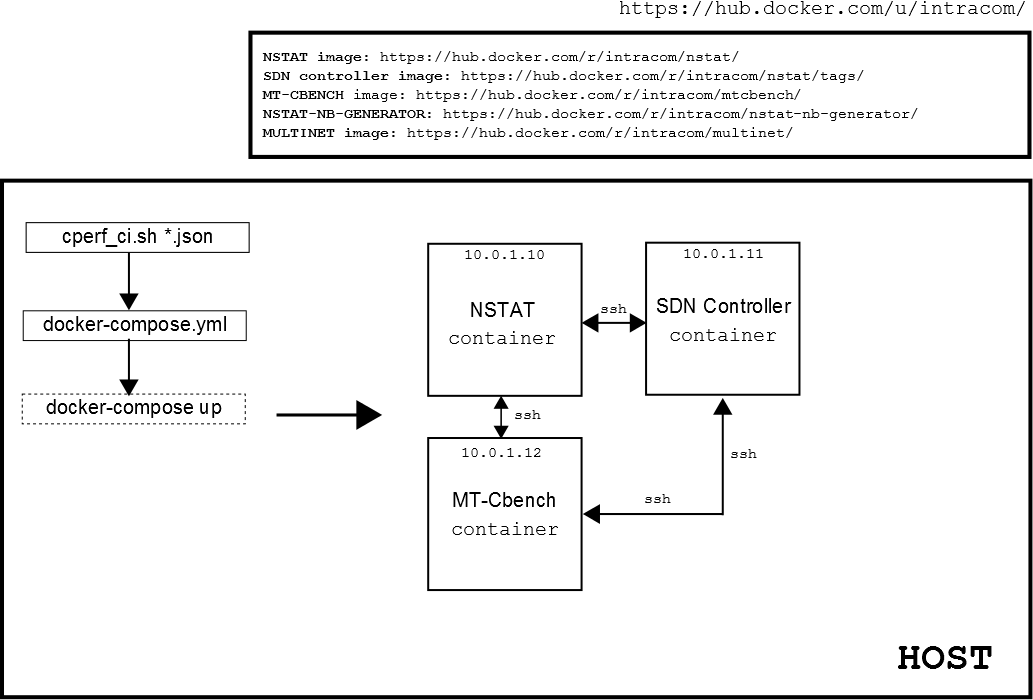 https://hub.docker.com/u/intracom/
NSTAT image: https://hub.docker.com/r/intracom/nstat/
SDN controller image: https://hub.docker.com/r/intracom/nstat/tags/
MT-CBENCH image: https://hub.docker.com/r/intracom/mtcbench/
NSTAT-NB-GENERATOR: https://hub.docker.com/r/intracom/nstat-nb-generator/
MULTINET image: https://hub.docker.com/r/intracom/multinet/
cperf_ci.sh *.json
docker-compose.yml
docker-compose up
10.0.1.10
NSTAT
container
ssh
10.0.1.11
SDN Controller
container
ssh
10.0.1.12
MT-Cbench
container
ssh
ssh
HOST